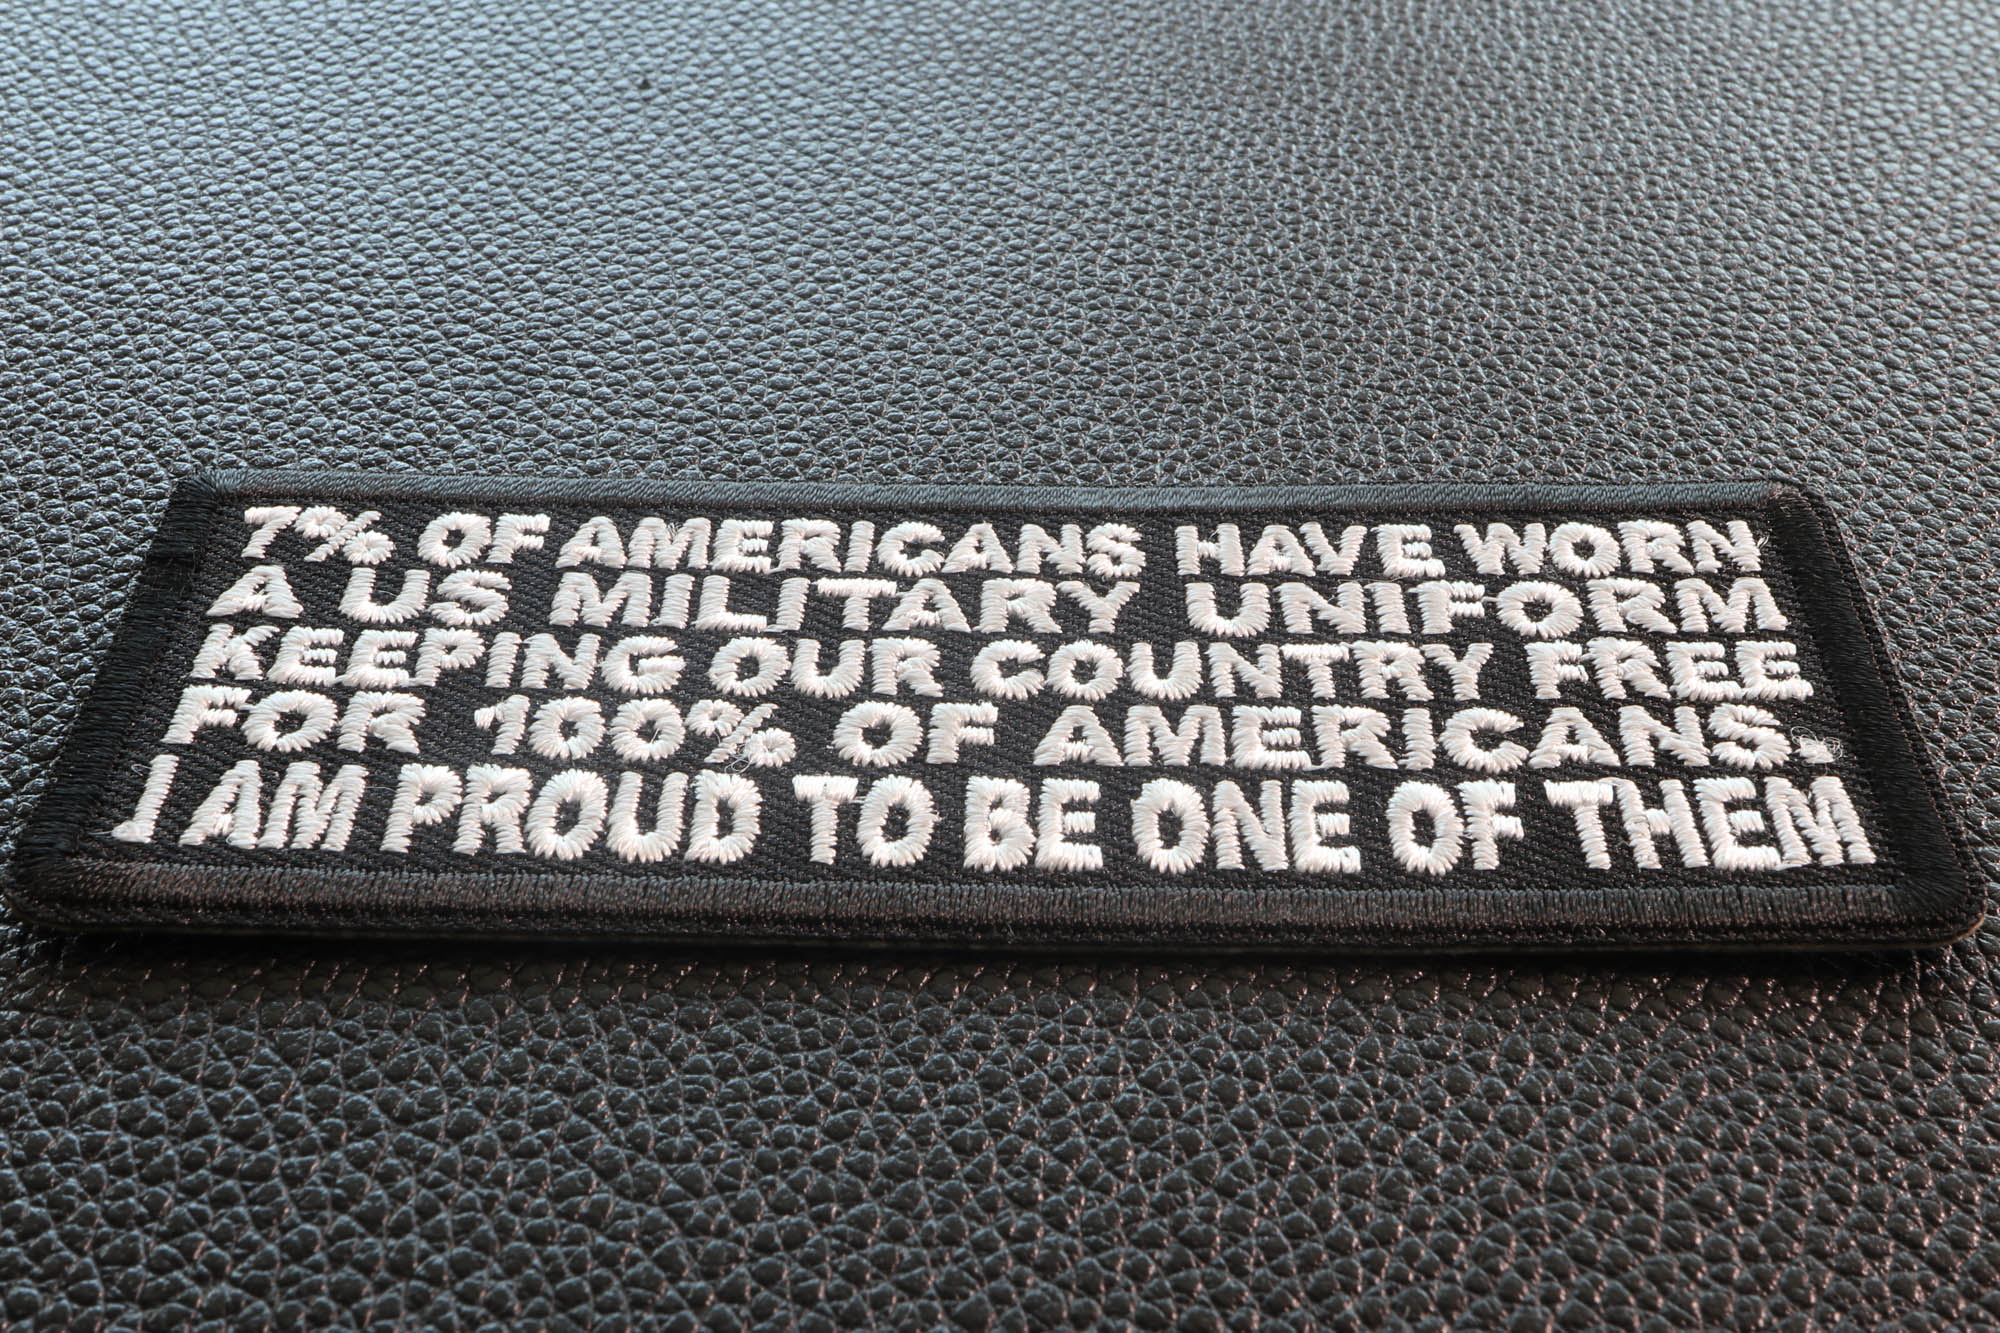 7% OF AMERICANS HAVE WORN
A US MILITARY UNIFORM
KEEPING OUR COUNTRY FREE
FOR 100% OF AMERICANS.
I AM PROUD TO BE ONE OF THEM